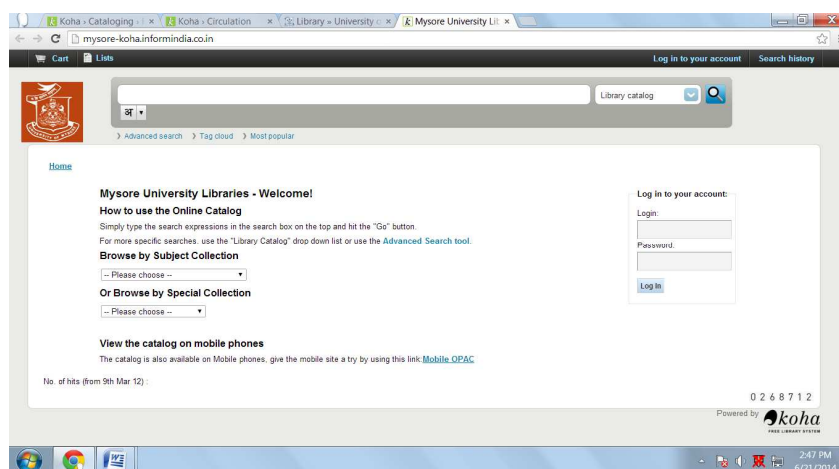 Koha › Cataloging ›
Koha › Circulation
Library » University
Mysore University Lib
mysore-koha.informindia.co.in
Cart
Lists
Log in to your account
Search history
Library catalog
अ
Advanced search
Tag cloud
Most popular
Home
Mysore University Libraries - Welcome!
How to use the Online Catalog
Simply type the search expressions in the search box on the top and hit the "Go" button.
For more specific searches, use the "Library Catalog" drop down list or use the Advanced Search tool.
Browse by Subject Collection
-- Please choose --
Or Browse by Special Collection
-- Please choose --
View the catalog on mobile phones
The catalog is also available on Mobile phones, give the mobile site a try by using this link:Mobile OPAC
No. of hits (from 9th Mar 12) :
Log in to your account:
Login:
Password:
Log In
0 2 6 8 7 1 2
Powered by
koha
FREE LIBRARY SYSTEM
2:47 PM
6/21/2014